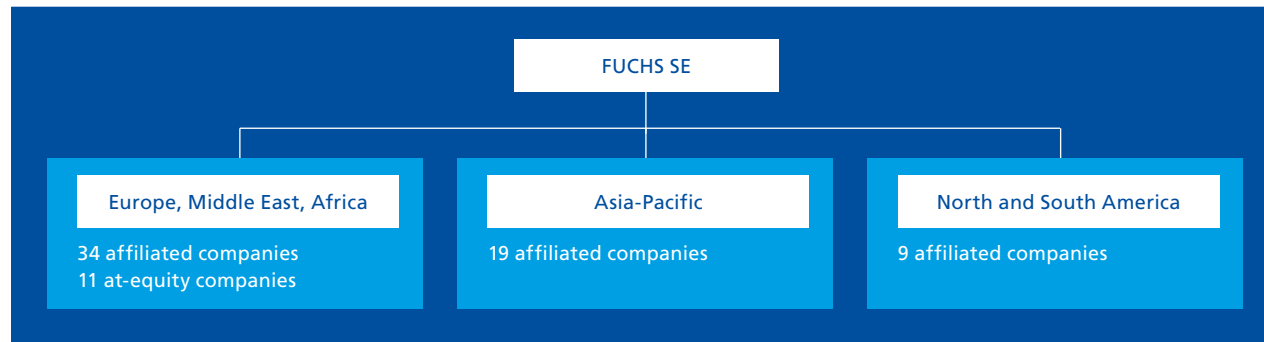 FUCHS SE
Europe, Middle East, Africa
34 affiliated companies
11 at-equity companies
Asia-Pacific
19 affiliated companies
North and South America
9 affiliated companies